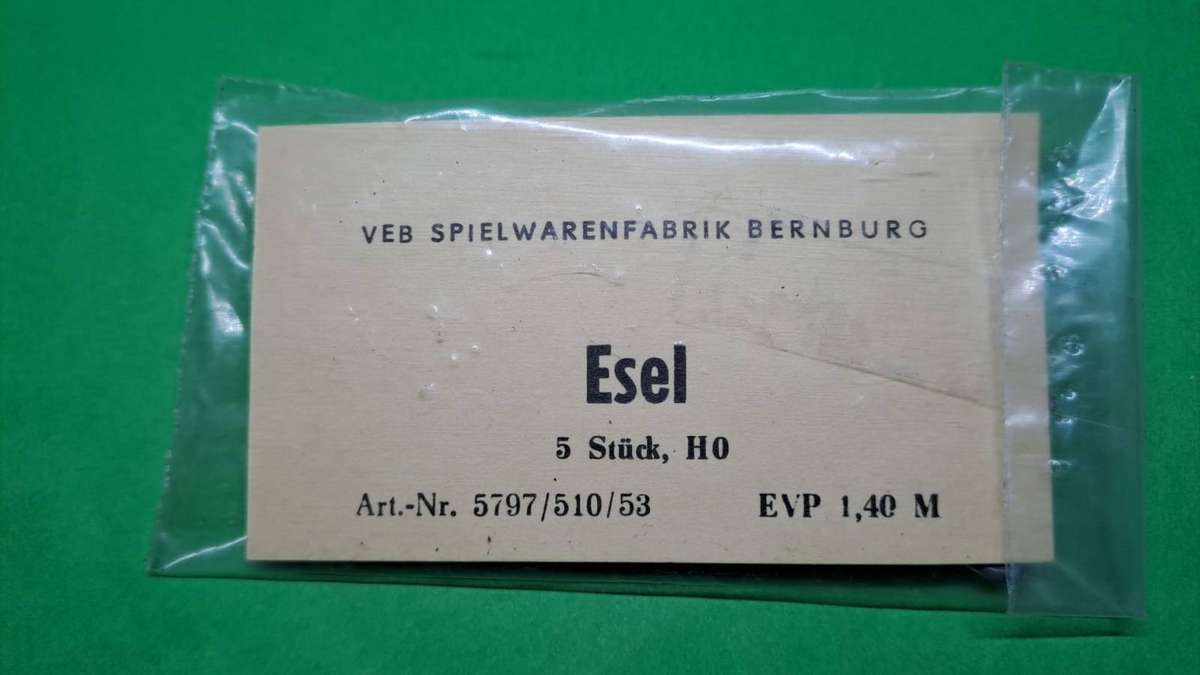 VEB SPIELWARENFABRIK BERNBURG
Esel
5 Stück, H0
Art.-Nr. 5797/510/53 EVP 1,40 M